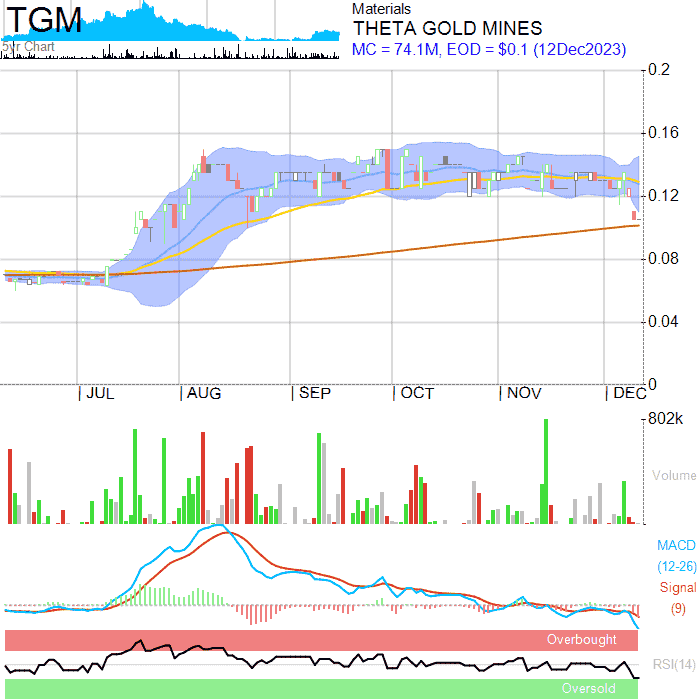 TGM
5yr Chart
Materials
THETA GOLD MINES
MC = 74.1M, EOD = $0.1 (12Dec2023)
0.2
0.16
0.12
0.08
0.04
0
JUL AUG SEP OCT NOV DEC
802k
Volume
MACD
(12-26)
Signal
(9)
Overbought
RSI(14)
Oversold